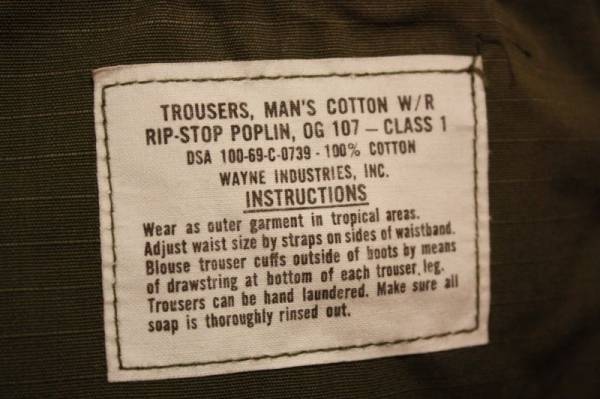 TROUSERS, MAN'S COTTON W/R
RIP-STOP POPLIN, OG 107 — CLASS 1
DSA 100-69-C-0739 - 100% COTTON
WAYNE INDUSTRIES, INC.
INSTRUCTIONS
Wear as outer garment in tropical areas.
Adjust waist size by straps on sides of waistband.
Blouse trouser cuffs outside of boots by means
of drawstring at bottom of each trouser leg.
Trousers can be hand laundered. Make sure all
soap is thoroughly rinsed out.